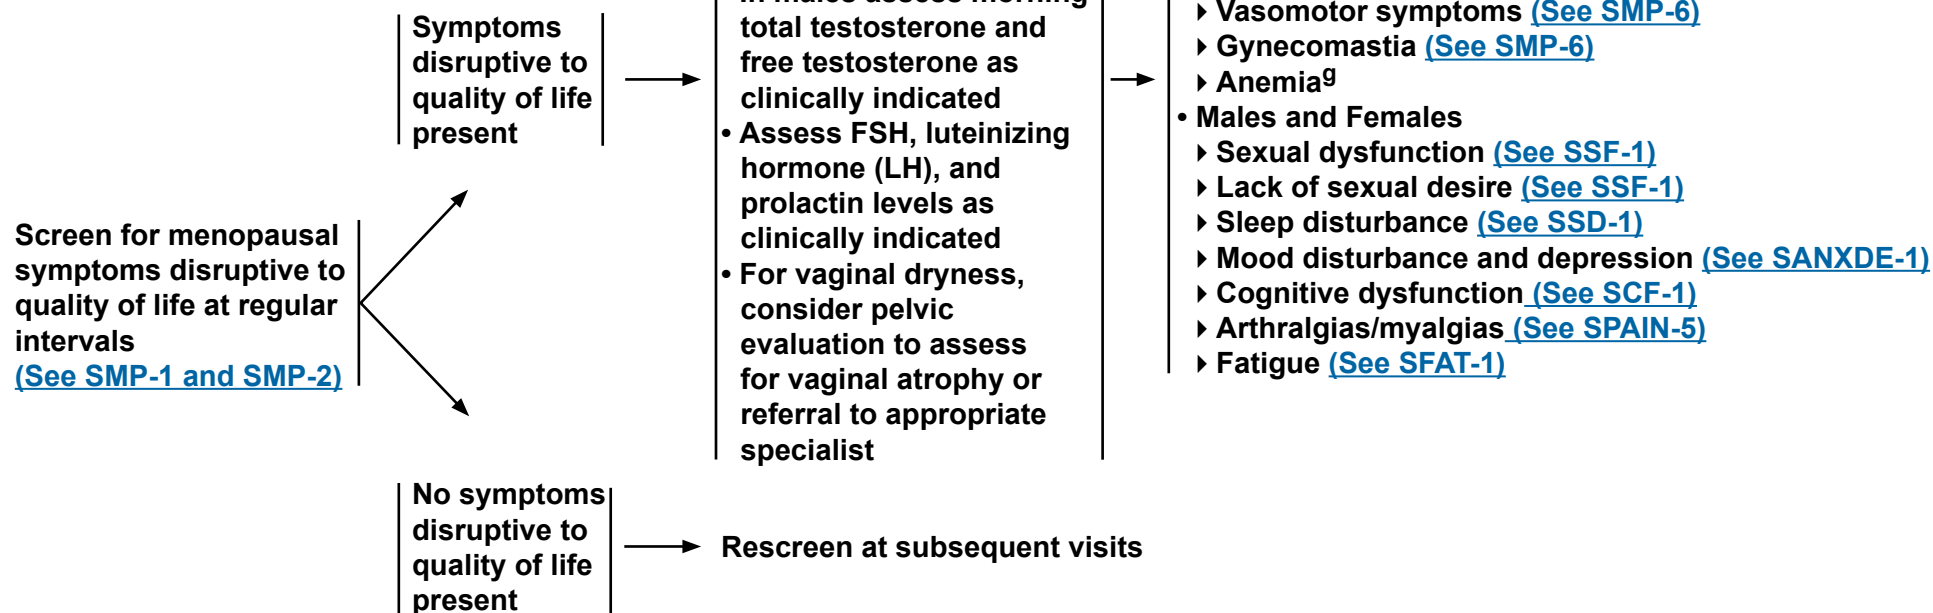 Screen for menopausal
symptoms disruptive to
quality of life at regular
intervals
(See SMP-1 and SMP-2)
Symptoms
disruptive to
quality of life
present
total testosterone and
free testosterone as
clinically indicated
• Assess FSH, luteinizing
hormone (LH), and
prolactin levels as
clinically indicated
• For vaginal dryness,
consider pelvic
evaluation to assess
for vaginal atrophy or
referral to appropriate
specialist
Vasomotor symptoms (See SMP-6)
Gynecomastia (See SMP-6)
Anemiag
• Males and Females
Sexual dysfunction (See SSF-1)
Lack of sexual desire (See SSF-1)
Sleep disturbance (See SSD-1)
Mood disturbance and depression (See SANXDE-1)
Cognitive dysfunction (See SCF-1)
Arthralgias/myalgias (See SPAIN-5)
Fatigue (See SFAT-1)
No symptoms
disruptive to
quality of life
present
Rescreen at subsequent visits